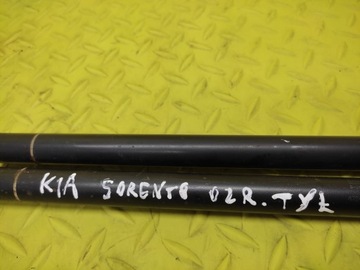 KIA SORENTO 02R. TYŁ